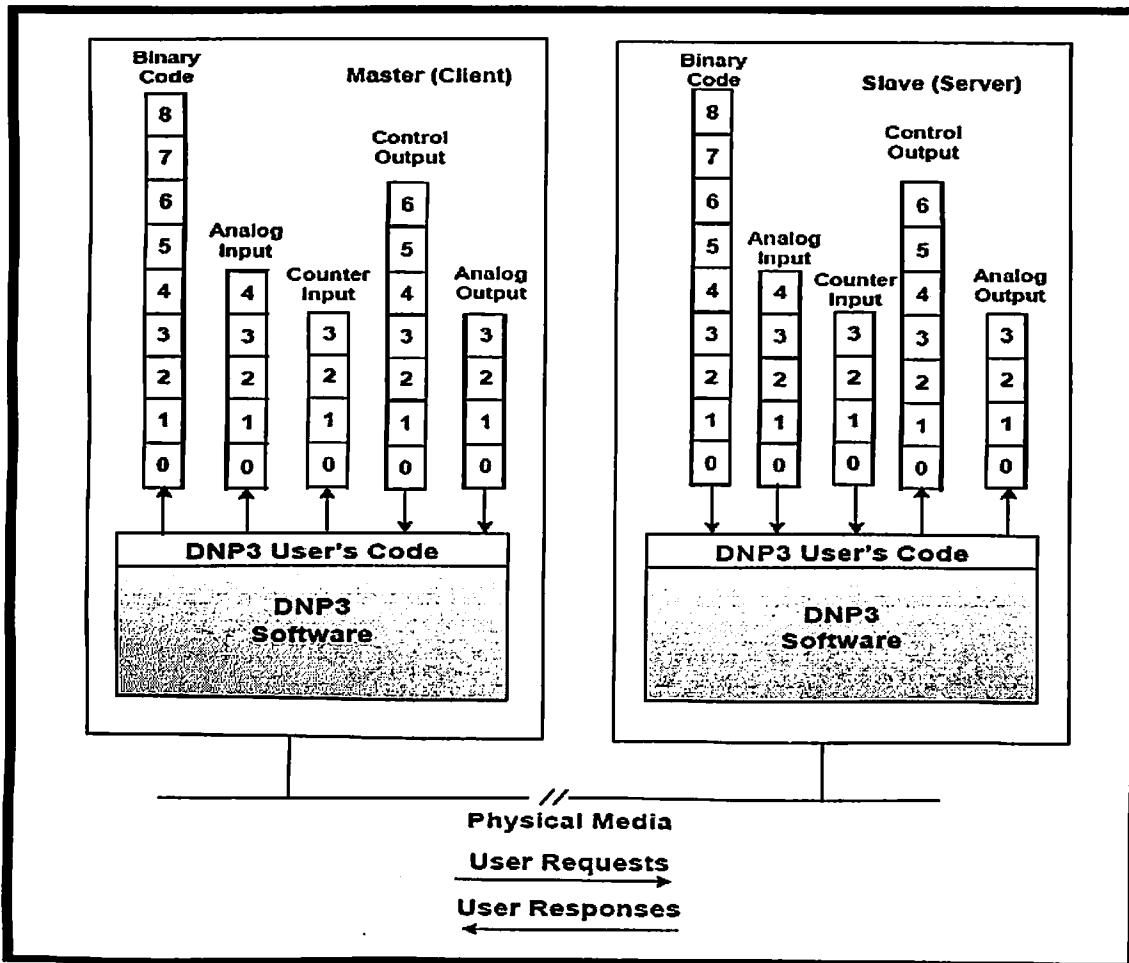 Master (Client)
Binary
Code
8
7
6
5
4
3
2
1
0
Analog
Input
4
3
2
1
0
Counter
Input
3
2
1
0
Control
Output
6
5
4
3
2
1
0
Analog
Output
3
2
1
0
DNP3 User's Code
DNP3
Software
Slave (Server)
Binary
Code
8
7
6
5
4
3
2
1
0
Analog
Input
4
3
2
1
0
Counter
Input
3
2
1
0
Control
Output
6
5
4
3
2
1
0
Analog
Output
3
2
1
0
DNP3 User's Code
DNP3
Software
Physical Media
User Requests
User Responses